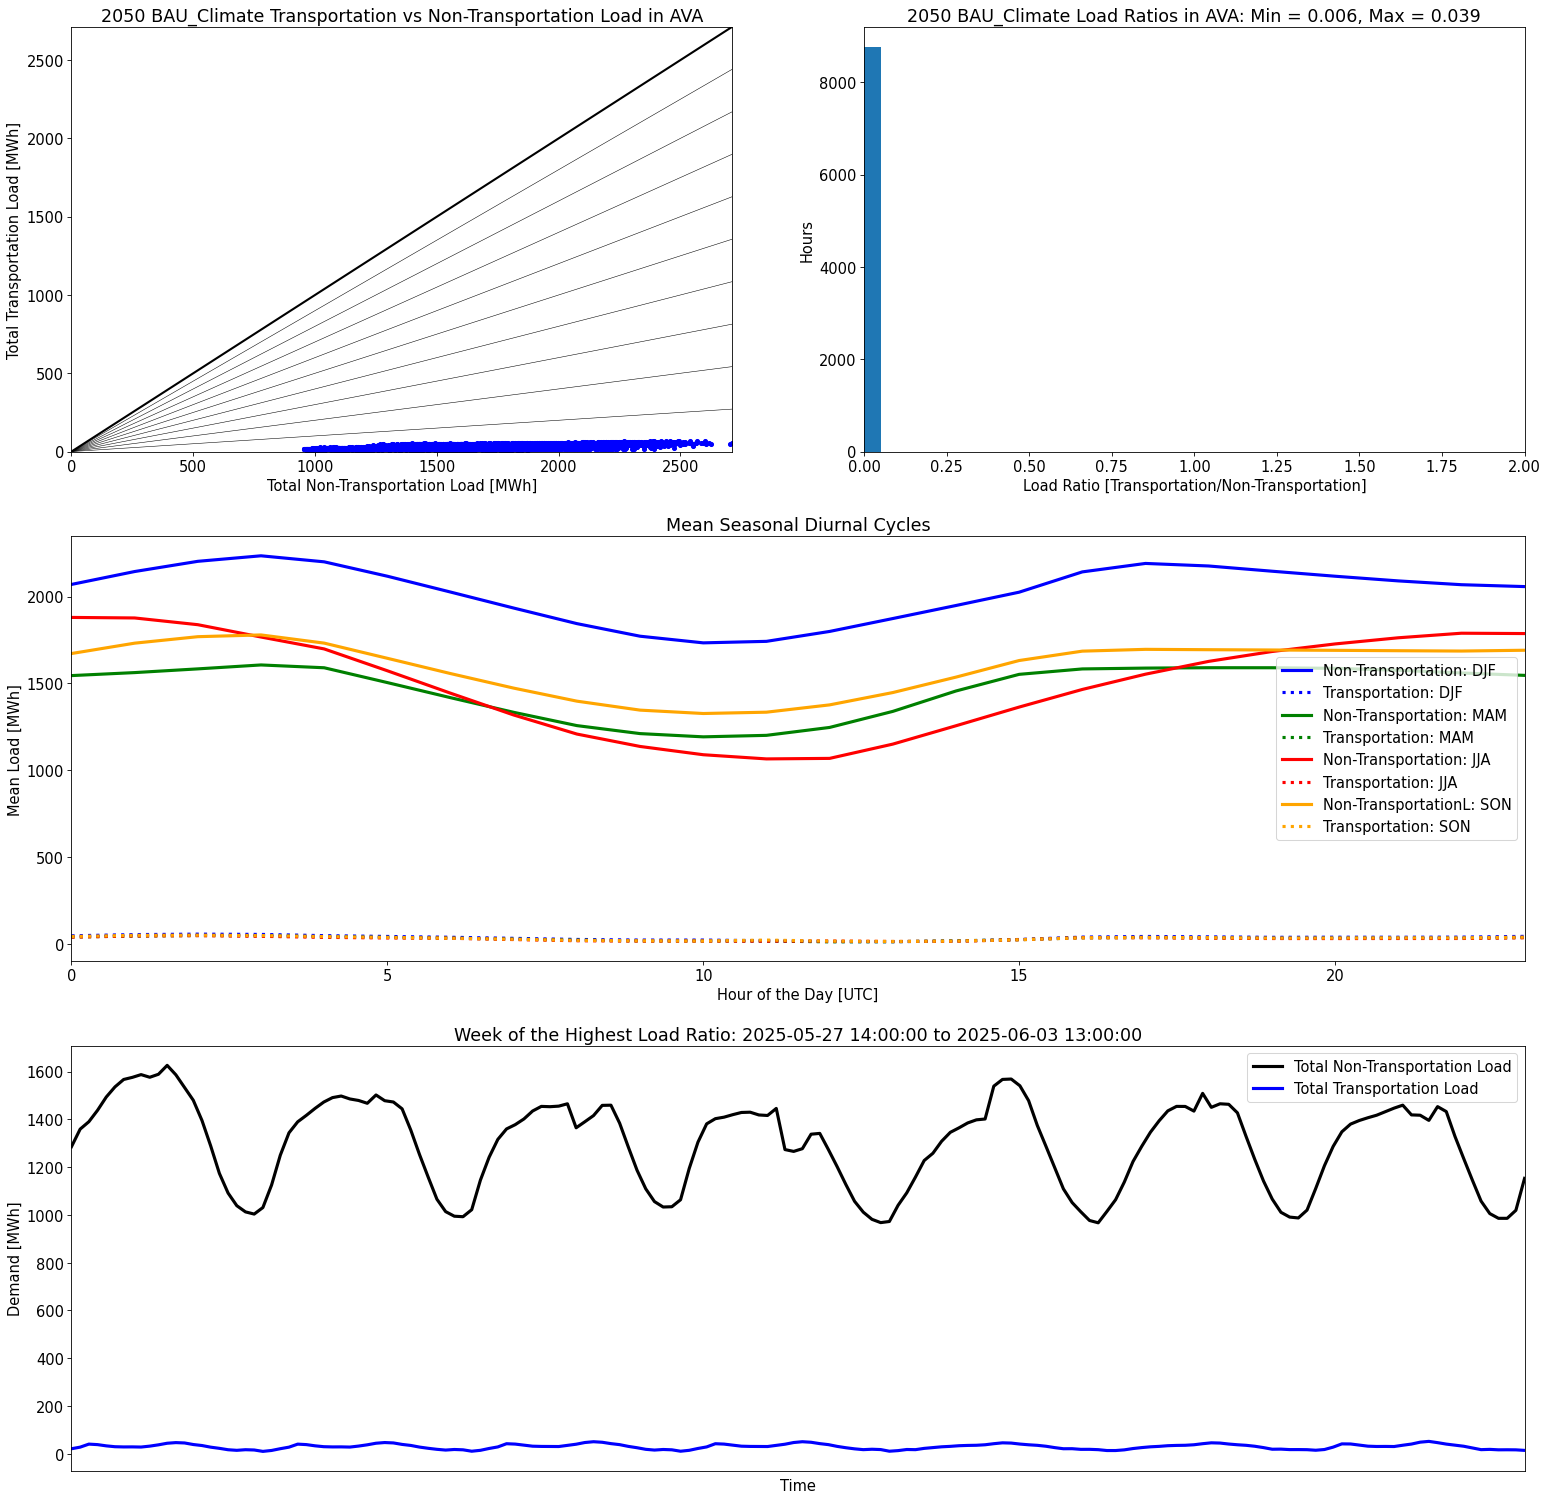 2050 BAU_Climate Transportation vs Non-Transportation Load in AVA
Total Transportation Load [MWh]
2500
2000
1500
1000
500
0
0 500 1000 1500 2000 2500
Total Non-Transportation Load [MWh]
2050 BAU_Climate Load Ratios in AVA: Min = 0.006, Max = 0.039
Hours
8000
6000
4000
2000
0
0.00 0.25 0.50 0.75 1.00 1.25 1.50 1.75 2.00
Load Ratio [Transportation/Non-Transportation]
Mean Seasonal Diurnal Cycles
Mean Load [MWh]
2000
1500
1000
500
0
Non-Transportation: DJF
Transportation: DJF
Non-Transportation: MAM
Transportation: MAM
Non-Transportation: JJA
Transportation: JJA
Non-TransportationL: SON
Transportation: SON
0 5 10 15 20
Hour of the Day [UTC]
Week of the Highest Load Ratio: 2025-05-27 14:00:00 to 2025-06-03 13:00:00
Demand [MWh]
1600
1400
1200
1000
800
600
400
200
0
Total Non-Transportation Load
Total Transportation Load
Time